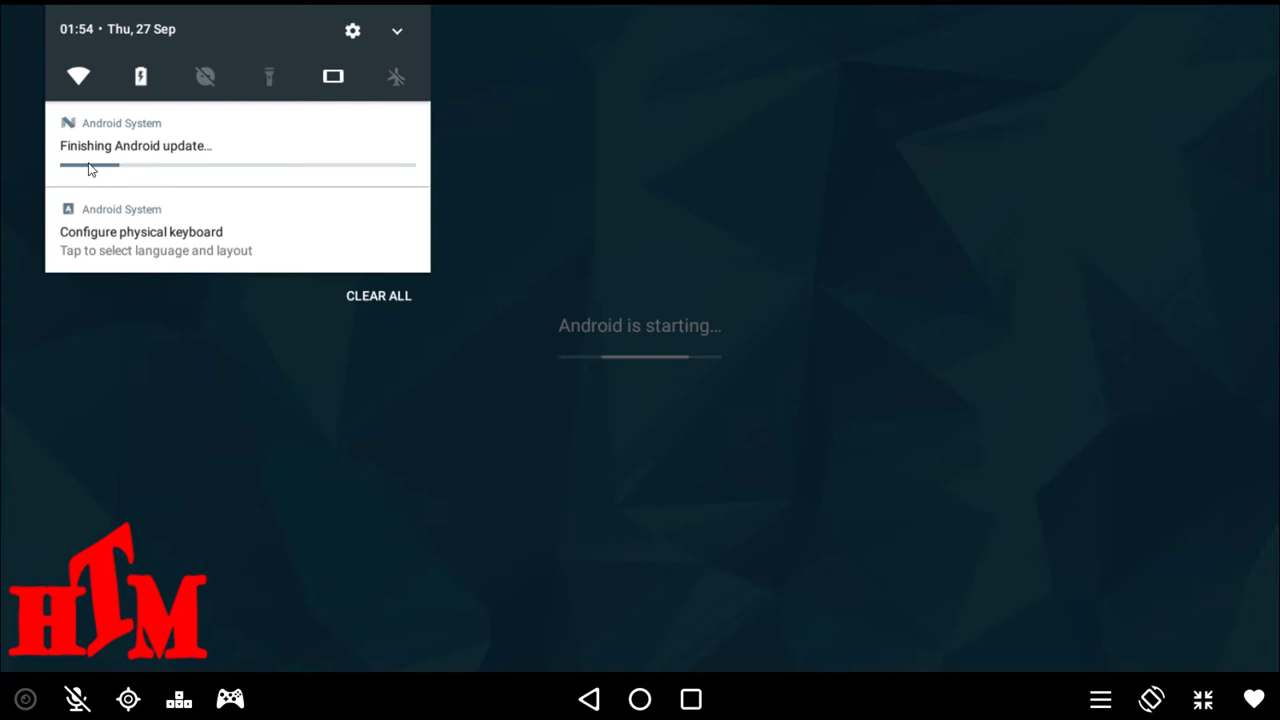 01:54 • Thu, 27 Sep
Android System
Finishing Android update...
Android System
Configure physical keyboard
Tap to select language and layout
CLEAR ALL
Android is starting...
HTM